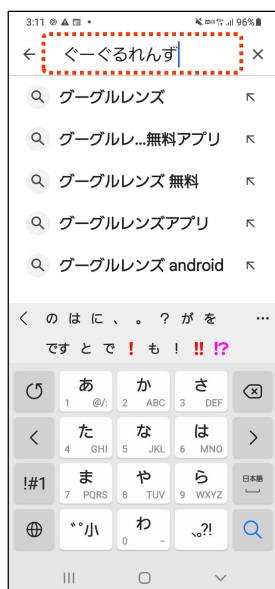 3:11 96%
ぐーぐるれんず
グーグルレンズ
グーグルレ...無料アプリ
グーグルレンズ 無料
グーグルレンズアプリ
グーグルレンズ android
の は に 、 。 ? が を ...
です と で ! も ! !! !?
あ 1 @/: か 2 ABC さ 3 DEF
た 4 GHI な 5 JKL は 6 MNO
!#1 ま 7 PQRS や 8 TUV ら 9 WXYZ 日本語
゛゜小 わ 0 - 、。?!